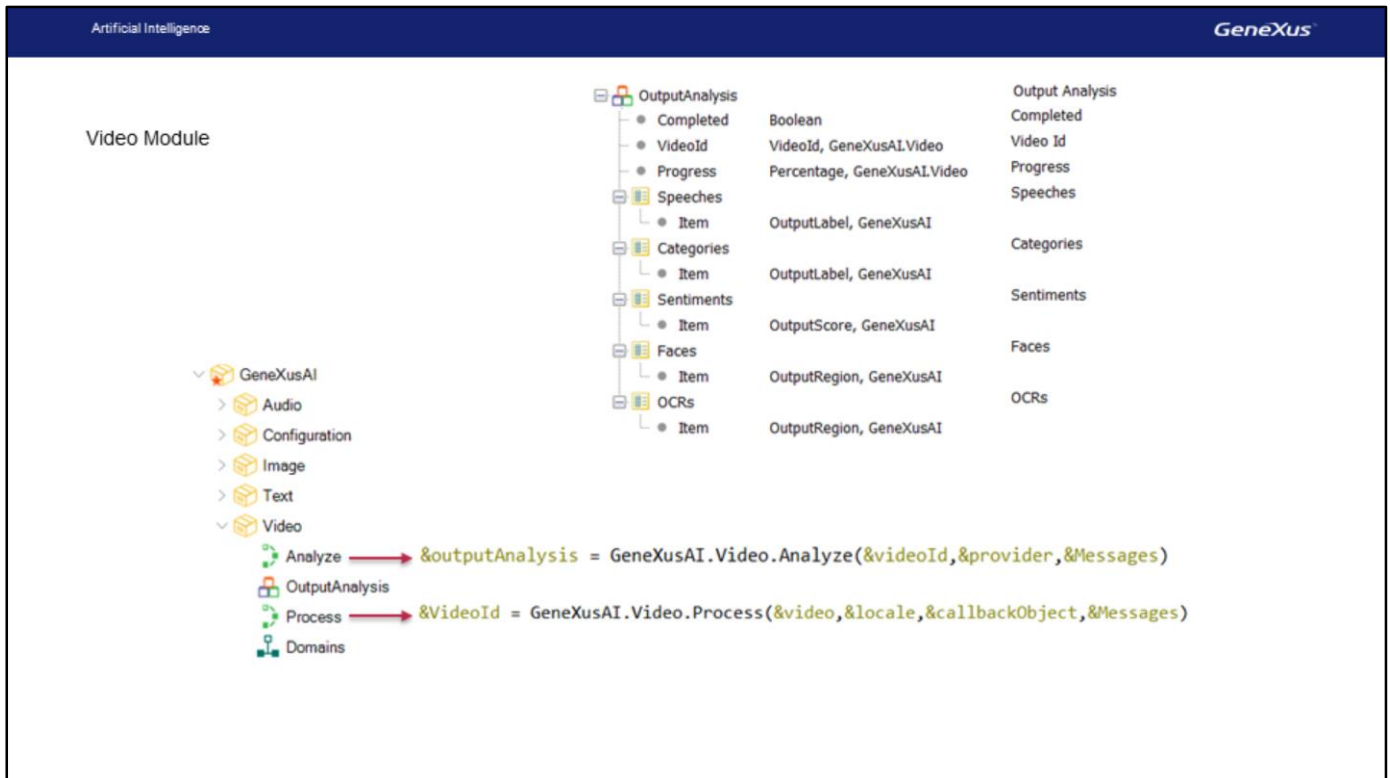 Artificial Intelligence
GeneXus
Video Module
OutputAnalysis Output Analysis
Completed Boolean Completed
VideoId VideoId, GeneXusAI.Video Video Id
Progress Percentage, GeneXusAI.Video Progress
Speeches Speeches
Item OutputLabel, GeneXusAI
Categories Categories
Item OutputLabel, GeneXusAI
Sentiments Sentiments
Item OutputScore, GeneXusAI
Faces Faces
Item OutputRegion, GeneXusAI
OCRs OCRs
Item OutputRegion, GeneXusAI
GeneXusAI
Audio
Configuration
Image
Text
Video
Analyze &outputAnalysis = GeneXusAI.Video.Analyze(&videoId,&provider,&Messages)
OutputAnalysis
Process &VideoId = GeneXusAI.Video.Process(&video,&locale,&callbackObject,&Messages)
Domains